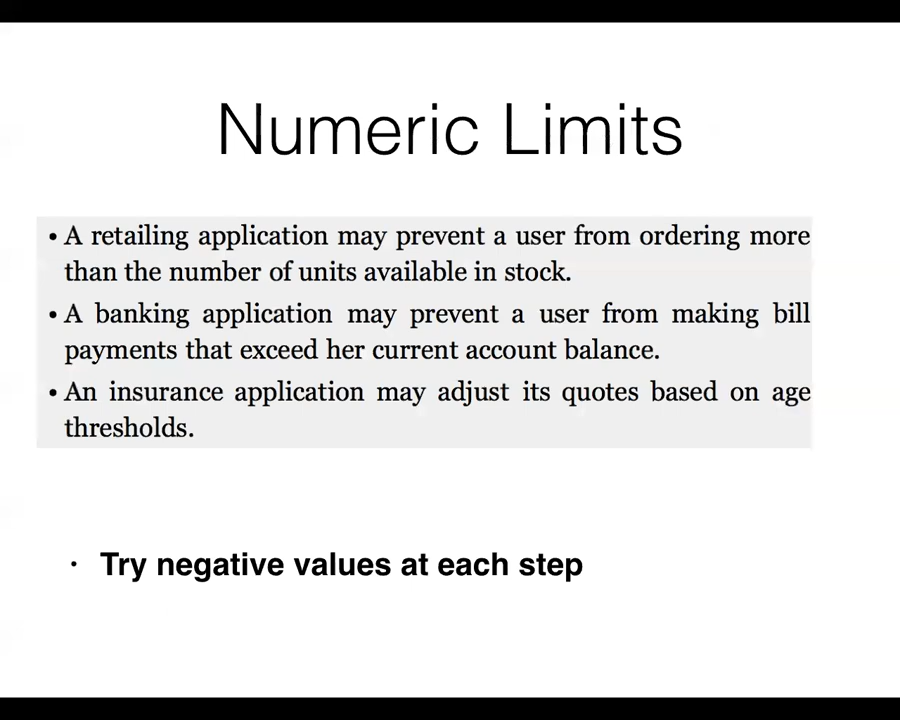 Numeric Limits
• A retailing application may prevent a user from ordering more
than the number of units available in stock.
• A banking application may prevent a user from making bill
payments that exceed her current account balance.
• An insurance application may adjust its quotes based on age
thresholds.
• Try negative values at each step